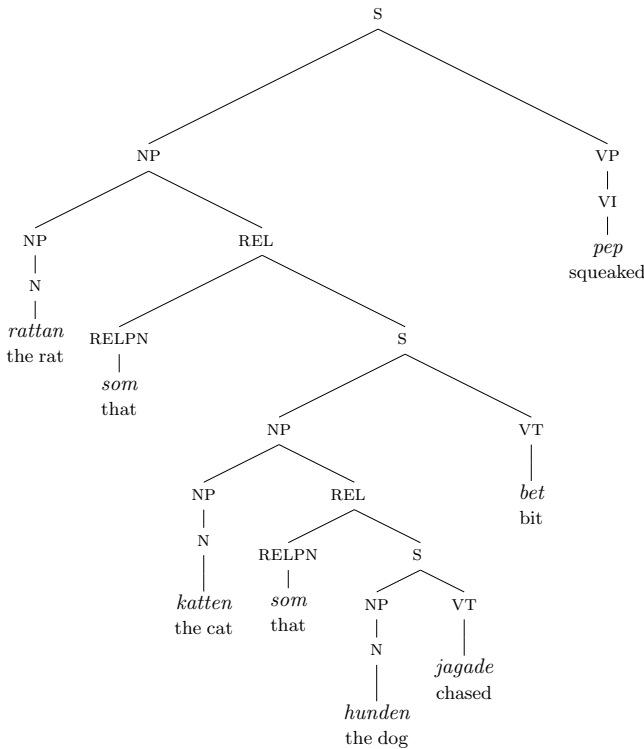 S
NP VP
VI
NP REL pep
squeaked
N
rattan RELPN S
the rat
som
that
NP VT
NP REL bet
bit
N
RELPN S
katten som NP VT
the cat that
N
jagade
chased
hunden
the dog